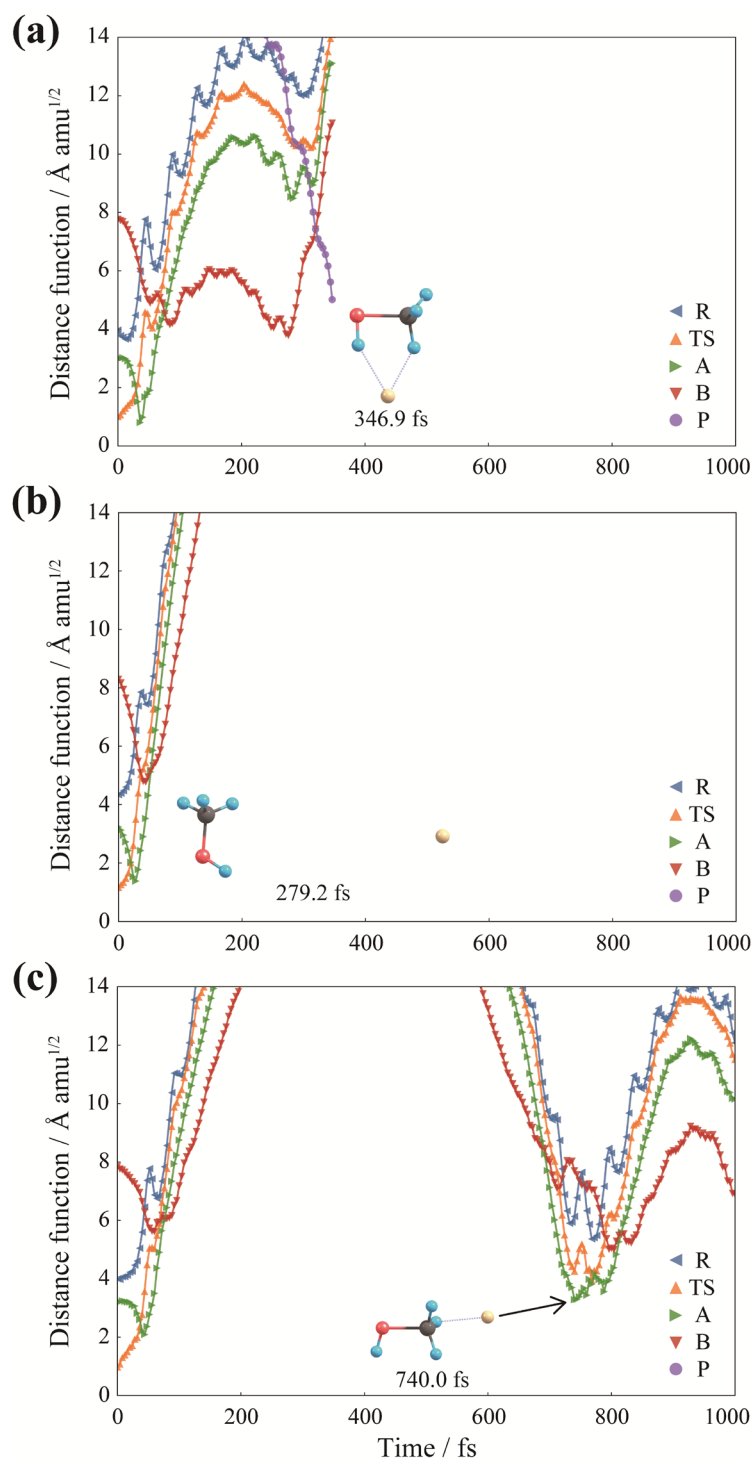 (a)
Distance function / Å amu1/2
14
12
10
8
6
4
2
0
346.9 fs
R
TS
A
B
P
0 200 400 600 800 1000
(b)
Distance function / Å amu1/2
14
12
10
8
6
4
2
0
279.2 fs
R
TS
A
B
P
0 200 400 600 800 1000
(c)
Distance function / Å amu1/2
14
12
10
8
6
4
2
0
740.0 fs
R
TS
A
B
P
0 200 400 600 800 1000
Time / fs